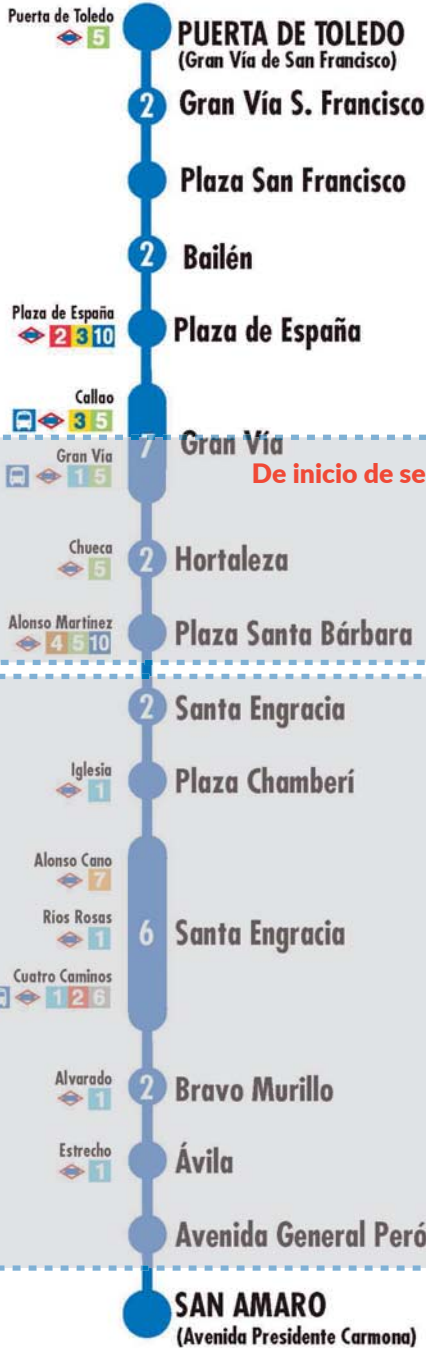 Puerta de Toledo
5
PUERTA DE TOLEDO
(Gran Vía de San Francisco)
2 Gran Vía S. Francisco
Plaza San Francisco
2 Bailén
Plaza de España
2 3 10
Plaza de España
Callao
3 5
7 Gran Vía
Gran Via
1 5
De inicio de se
Chueca
5
2 Hortaleza
Alonso Martinez
4 5 10
Plaza Santa Bárbara
2 Santa Engracia
Iglesia
1
Plaza Chamberí
Alonso Cano
7
Rios Rosas
1
6 Santa Engracia
Cuatro Caminos
1 2 6
Alvarado
1
2 Bravo Murillo
Estrecho
1
Ávila
Avenida General Peró
SAN AMARO
(Avenida Presidente Carmona)